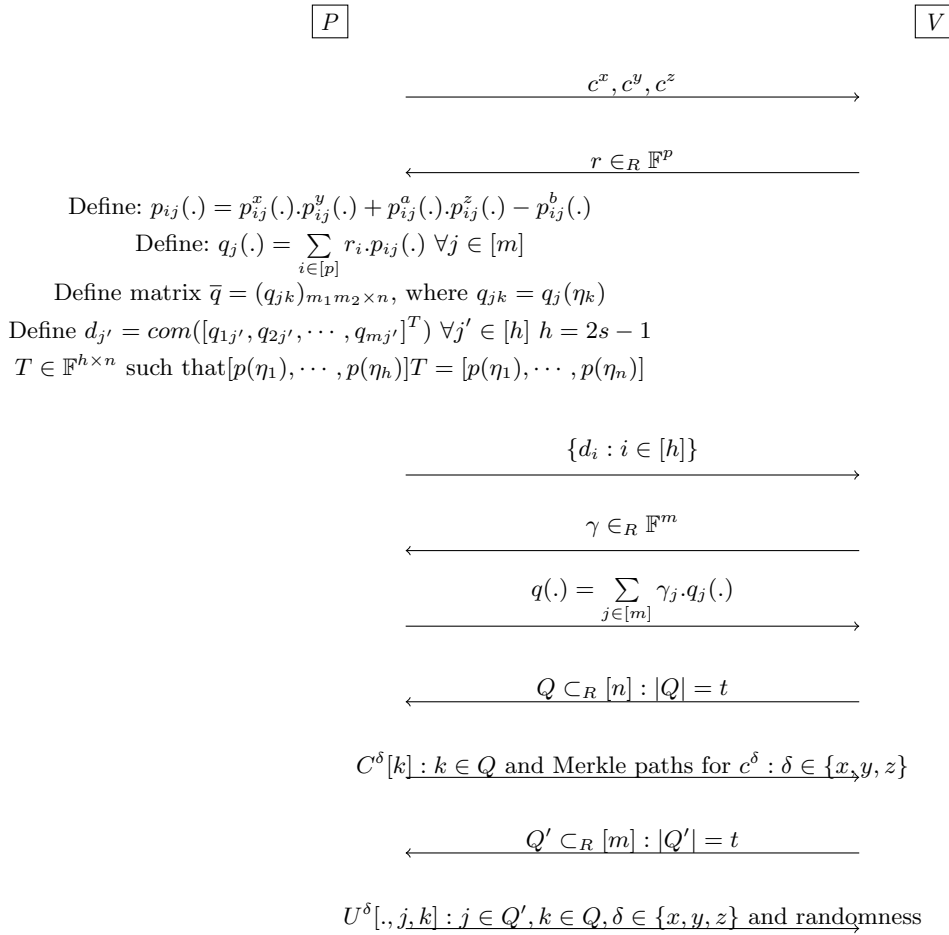 P V
c^x, c^y, c^z
r ∈_R 𝔽^p
Define: p_{ij}(.) = p^x_{ij}(.).p^y_{ij}(.) + p^a_{ij}(.).p^z_{ij}(.) − p^b_{ij}(.)
Define: q_j(.) = ∑_{i∈[p]} r_i.p_{ij}(.) ∀j ∈ [m]
Define matrix q̅ = (q_{jk})_{m_1m_2×n}, where q_{jk} = q_j(η_k)
Define d_{j′} = com([q_{1j′}, q_{2j′}, ⋯ , q_{mj′}]^T) ∀j′ ∈ [h] h = 2s − 1
T ∈ 𝔽^{h×n} such that[p(η_1), ⋯ , p(η_h)]T = [p(η_1), ⋯ , p(η_n)]
{d_i : i ∈ [h]}
γ ∈_R 𝔽^m
q(.) = ∑_{j∈[m]} γ_j.q_j(.)
Q ⊂_R [n] : |Q| = t
C^δ[k] : k ∈ Q and Merkle paths for c^δ : δ ∈ {x, y, z}
Q′ ⊂_R [m] : |Q′| = t
U^δ[., j, k] : j ∈ Q′, k ∈ Q, δ ∈ {x, y, z} and randomness